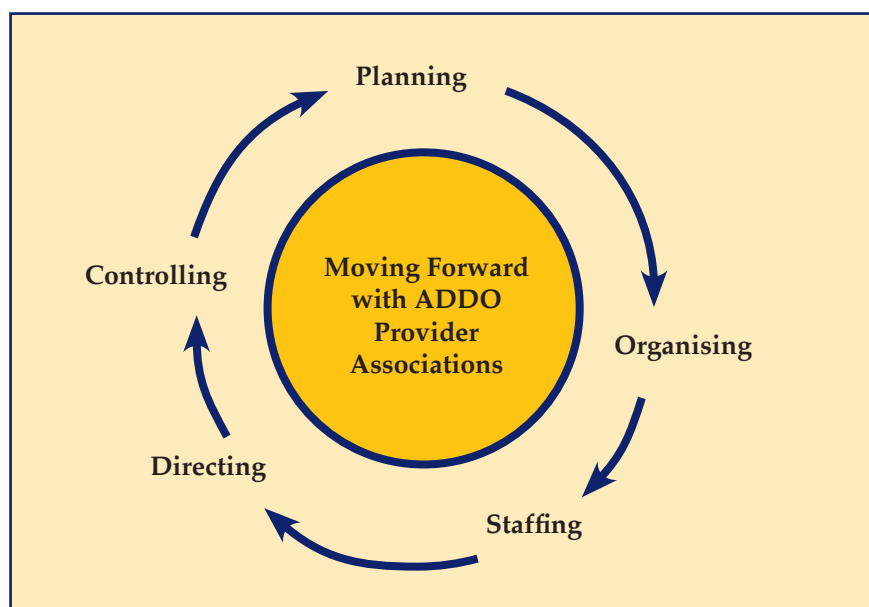 Planning
Controlling
Moving Forward
with ADDO
Provider
Associations
Organising
Directing
Staffing